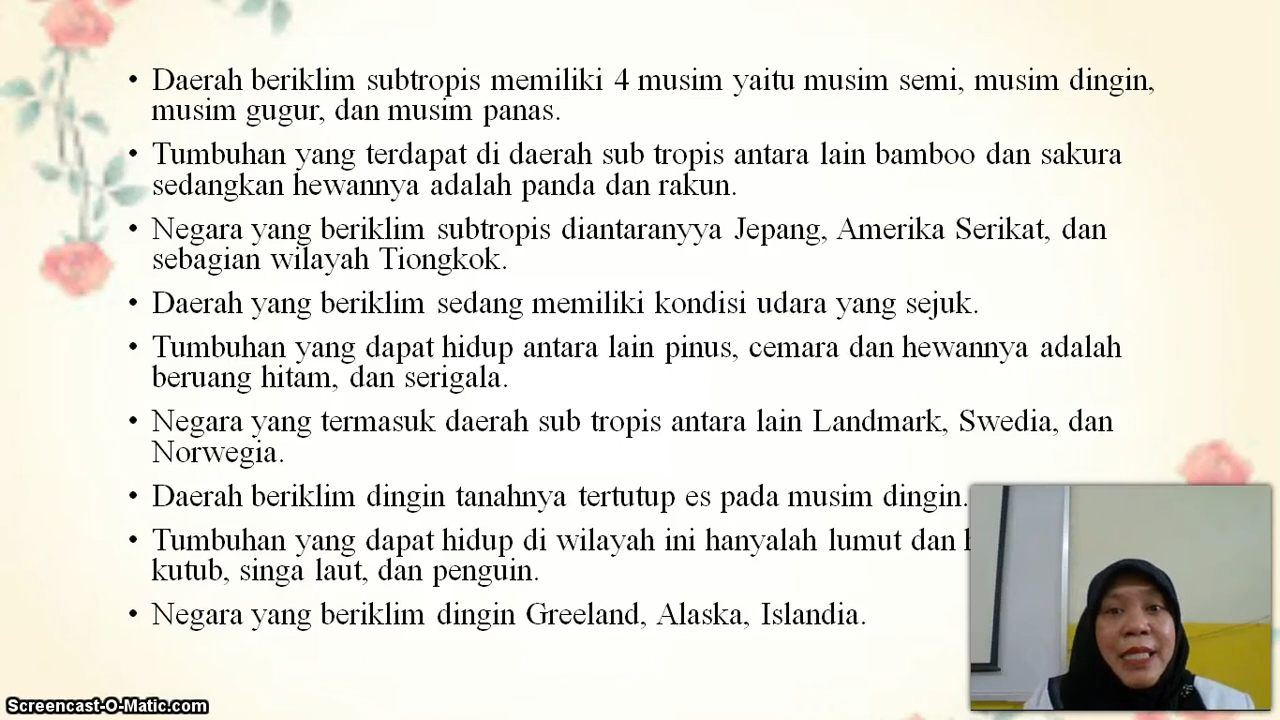 • Daerah beriklim subtropis memiliki 4 musim yaitu musim semi, musim dingin,
musim gugur, dan musim panas.
• Tumbuhan yang terdapat di daerah sub tropis antara lain bamboo dan sakura
sedangkan hewannya adalah panda dan rakun.
• Negara yang beriklim subtropis diantaranyya Jepang, Amerika Serikat, dan
sebagian wilayah Tiongkok.
• Daerah yang beriklim sedang memiliki kondisi udara yang sejuk.
• Tumbuhan yang dapat hidup antara lain pinus, cemara dan hewannya adalah
beruang hitam, dan serigala.
• Negara yang termasuk daerah sub tropis antara lain Landmark, Swedia, dan
Norwegia.
• Daerah beriklim dingin tanahnya tertutup es pada musim dingin.
• Tumbuhan yang dapat hidup di wilayah ini hanyalah lumut dan
kutub, singa laut, dan penguin.
• Negara yang beriklim dingin Greeland, Alaska, Islandia.
Screencast-O-Matic.com